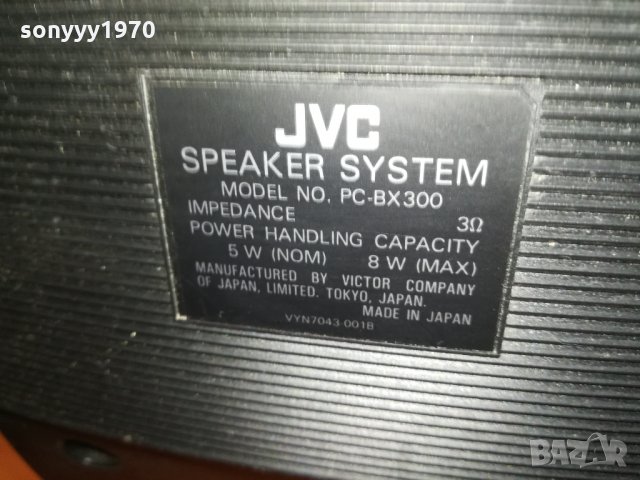 sonyyy1970
JVC
SPEAKER SYSTEM
MODEL NO. PC-BX300
IMPEDANCE 3Ω
POWER HANDLING CAPACITY
5 W (NOM) 8 W (MAX)
MANUFACTURED BY VICTOR COMPANY
OF JAPAN, LIMITED. TOKYO, JAPAN.
MADE IN JAPAN
VYN7043 001B
BAZAR